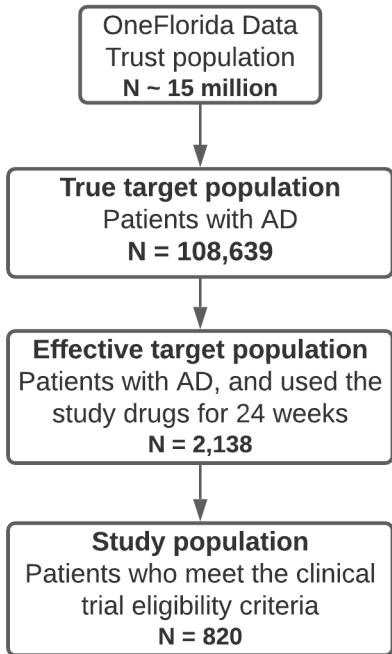 OneFlorida Data
Trust population
N ~ 15 million
True target population
Patients with AD
N = 108,639
Effective target population
Patients with AD, and used the
study drugs for 24 weeks
N = 2,138
Study population
Patients who meet the clinical
trial eligibility criteria
N = 820